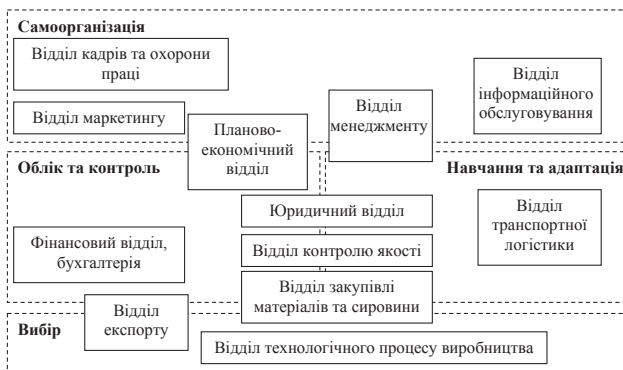 Самоорганізація
Відділ кадрів та охорони
праці
Відділ маркетингу
Планово-
економічний
відділ
Відділ
менеджменту
Відділ
інформаційного
обслуговування
Облік та контроль
Навчання та адаптація
Юридичний відділ
Відділ
транспортної
логістики
Фінансовий відділ,
бухгалтерія
Відділ контролю якості
Відділ закупівлі
матеріалів та сировини
Відділ
експорту
Вибір
Відділ технологічного процесу виробництва